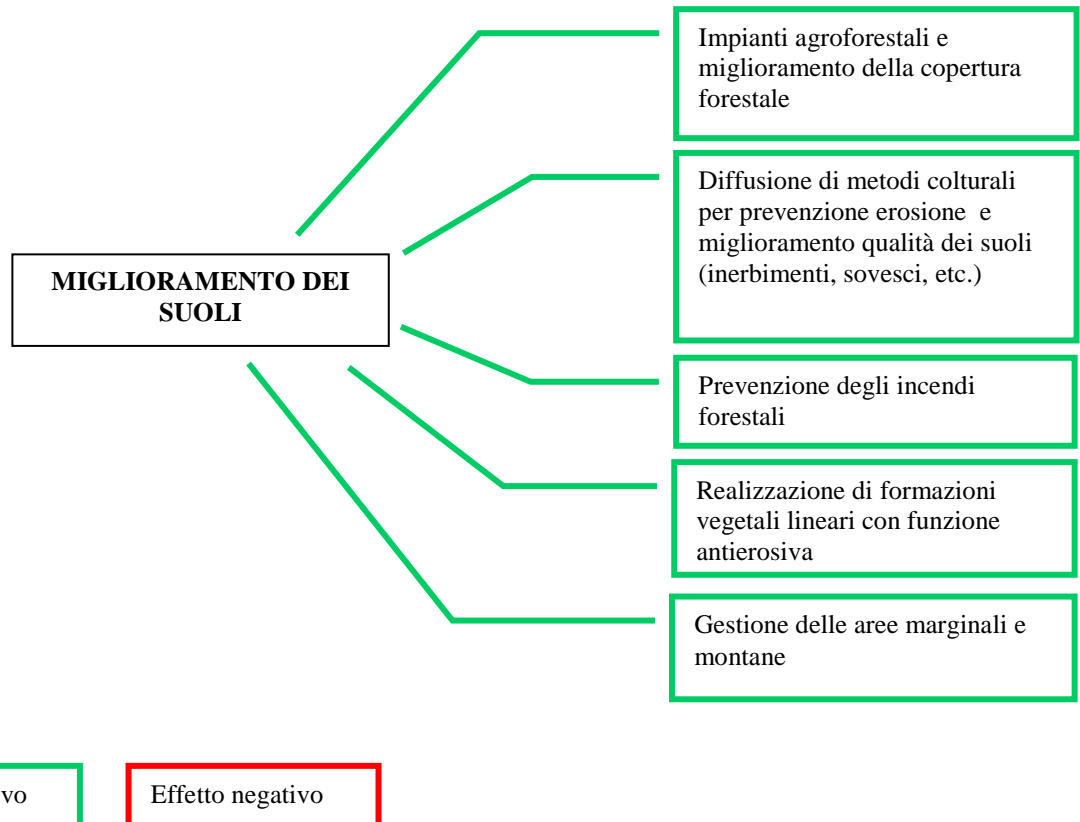 Impianti agroforestali e
miglioramento della copertura
forestale
Diffusione di metodi colturali
per prevenzione erosione e
miglioramento qualità dei suoli
(inerbimenti, sovesci, etc.)
MIGLIORAMENTO DEI
SUOLI
Prevenzione degli incendi
forestali
Realizzazione di formazioni
vegetali lineari con funzione
antierosiva
Gestione delle aree marginali e
montane
vo
Effetto negativo